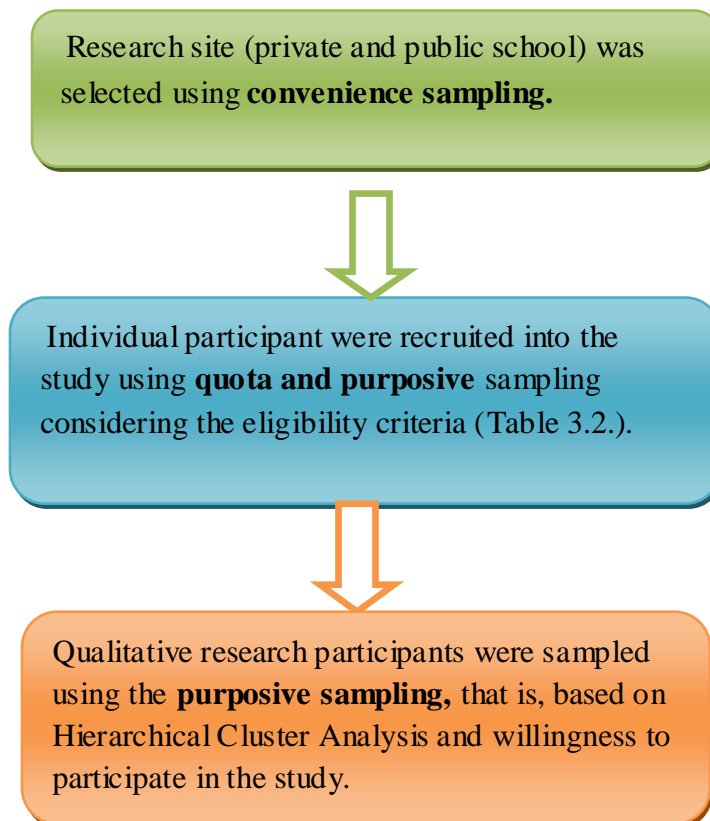 Research site (private and public school) was
selected using convenience sampling.
Individual participant were recruited into the
study using quota and purposive sampling
considering the eligibility criteria (Table 3.2.).
Qualitative research participants were sampled
using the purposive sampling, that is, based on
Hierarchical Cluster Analysis and willingness to
participate in the study.